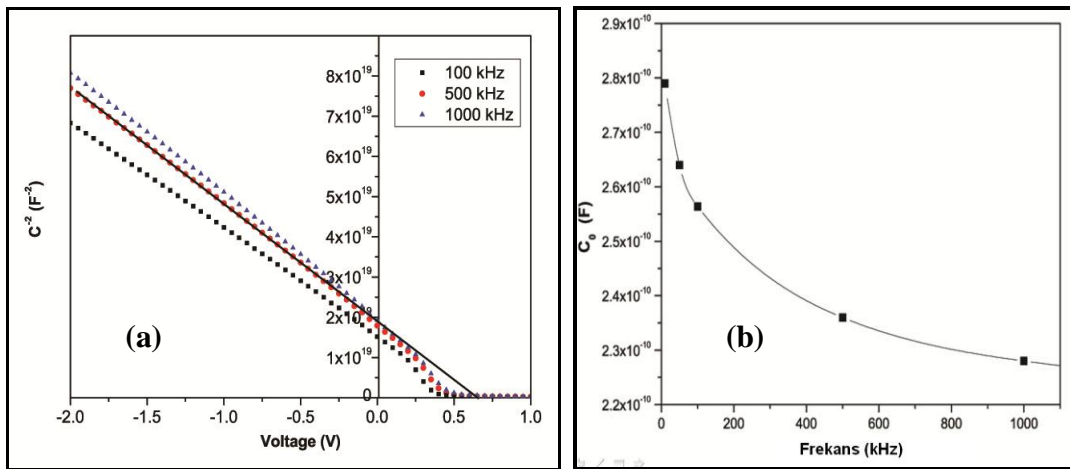 8x10¹⁹
7x10¹⁹
6x10¹⁹
5x10¹⁹
4x10¹⁹
3x10¹⁹
2x10¹⁹
1x10¹⁹
0
100 kHz
500 kHz
1000 kHz
C⁻² (F⁻²)
(a)
-2.0 -1.5 -1.0 -0.5 0.0 0.5 1.0
Voltage (V)
2.9x10⁻¹⁰
2.8x10⁻¹⁰
2.7x10⁻¹⁰
2.6x10⁻¹⁰
2.5x10⁻¹⁰
2.4x10⁻¹⁰
2.3x10⁻¹⁰
2.2x10⁻¹⁰
C₀ (F)
(b)
0 200 400 600 800 1000
Frekans (kHz)